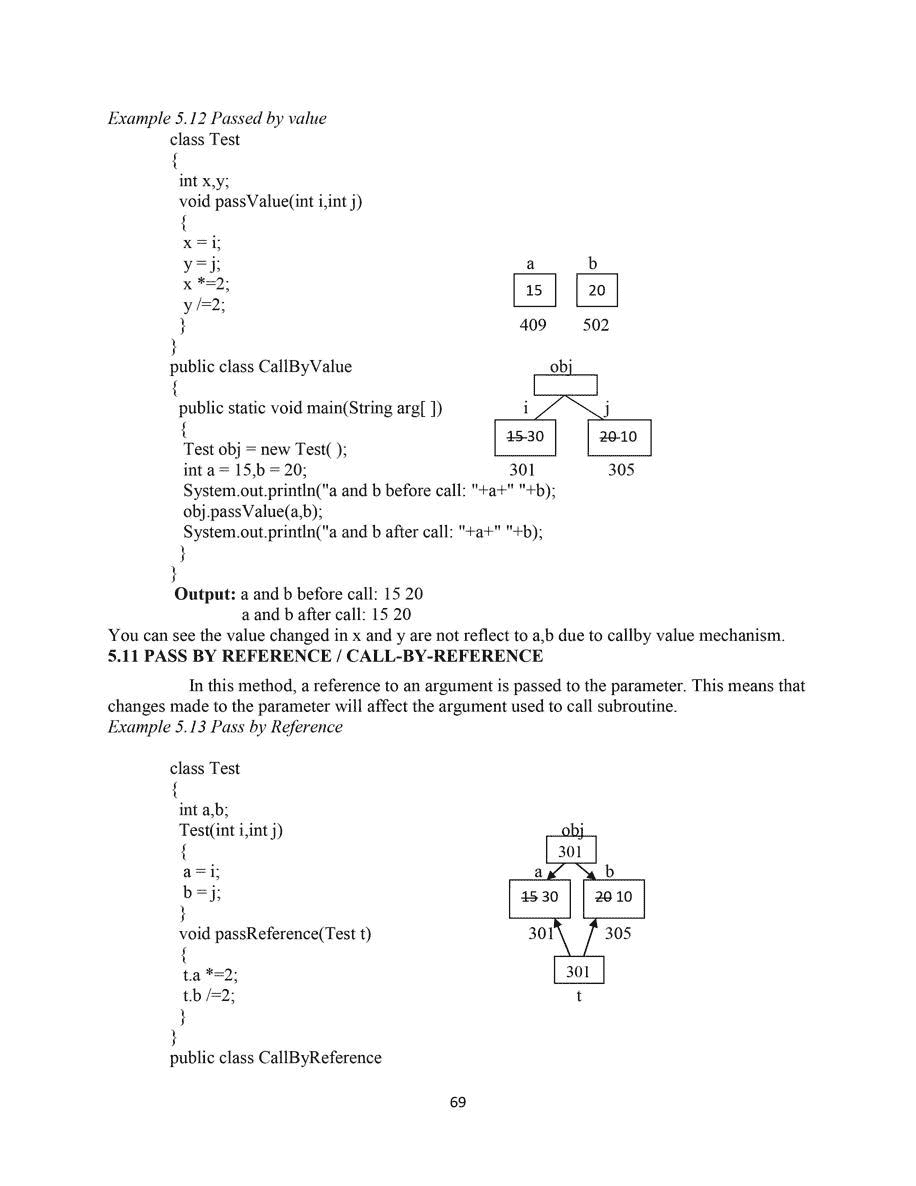 Example 5.12 Passed by value
class Test
{
int x,y;
void passValue(int i,int j)
{
x = i;
y = j;
x *=2;
y /=2;
}
}
a b
15 20
409 502
public class CallByValue
{
public static void main(String arg[ ])
{
Test obj = new Test( );
int a = 15,b = 20;
System.out.println("a and b before call: "+a+" "+b);
obj.passValue(a,b);
System.out.println("a and b after call: "+a+" "+b);
}
}
obj
i j
15 30 20 10
301 305
Output: a and b before call: 15 20
a and b after call: 15 20
You can see the value changed in x and y are not reflect to a,b due to callby value mechanism.
5.11 PASS BY REFERENCE / CALL-BY-REFERENCE
In this method, a reference to an argument is passed to the parameter. This means that
changes made to the parameter will affect the argument used to call subroutine.
Example 5.13 Pass by Reference
class Test
{
int a,b;
Test(int i,int j)
{
a = i;
b = j;
}
void passReference(Test t)
{
t.a *=2;
t.b /=2;
}
}
public class CallByReference
obj
301
a b
15 30 20 10
301 305
301
t
69